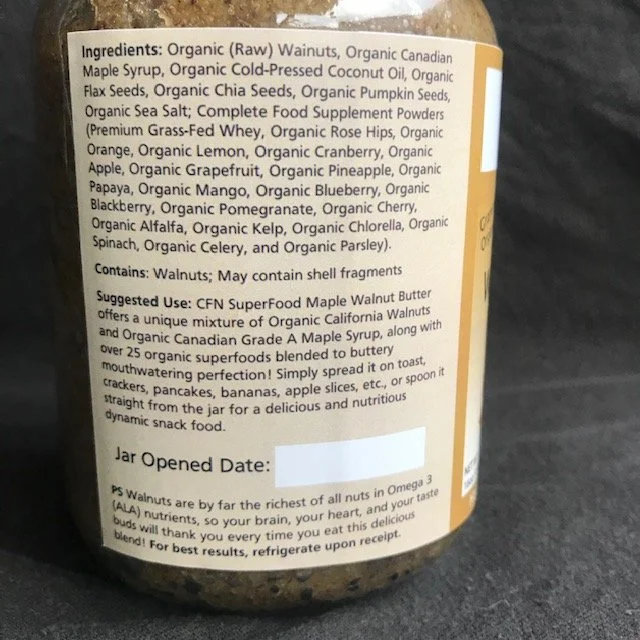 Ingredients: Organic (Raw) Wainuts, Organic Canadian
Maple Syrup, Organic Cold-Pressed Coconut Oil, Organic
Flax Seeds, Organic Chia Seeds, Organic Pumpkin Seeds,
Organic Sea Salt; Complete Food Supplement Powders
(Premium Grass-Fed Whey, Organic Rose Hips, Organic
Orange, Organic Lemon, Organic Cranberry, Organic
Apple, Organic Grapefruit, Organic Pineapple, Organic
Papaya, Organic Mango, Organic Blueberry, Organic
Blackberry, Organic Pomegranate, Organic Cherry,
Organic Alfalfa, Organic Kelp, Organic Chlorella, Organic
Spinach, Organic Celery, and Organic Parsley).
Contains: Walnuts; May contain shell fragments
Suggested Use: CFN SuperFood Maple Walnut Butter
offers a unique mixture of Organic California Walnuts
and Organic Canadian Grade A Maple Syrup, along with
over 25 organic superfoods blended to buttery
mouthwatering perfection! Simply spread it on toast,
crackers, pancakes, bananas, apple slices, etc., or spoon it
straight from the jar for a delicious and nutritious
dynamic snack food.
Jar Opened Date:
PS Walnuts are by far the richest of all nuts in Omega 3
(ALA) nutrients, so your brain, your heart, and your taste
buds will thank you every time you eat this delicious
blend! For best results, refrigerate upon receipt.